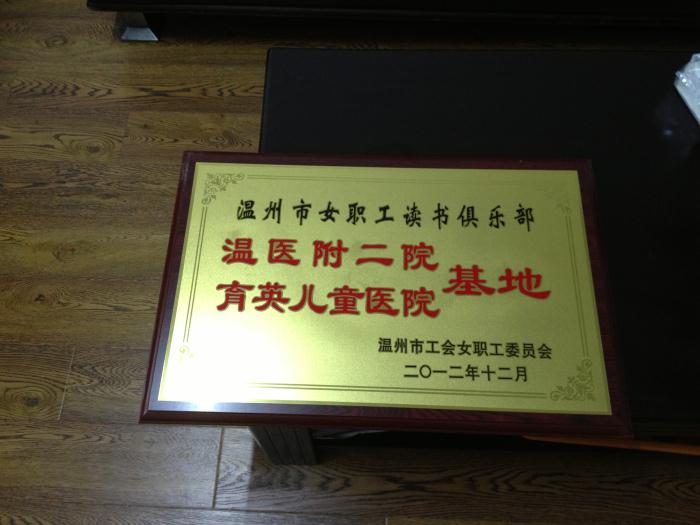 温州市女职工读书俱乐部
温医附二院
育英儿童医院
基地
温州市工会女职工委员会
二〇一二年十二月